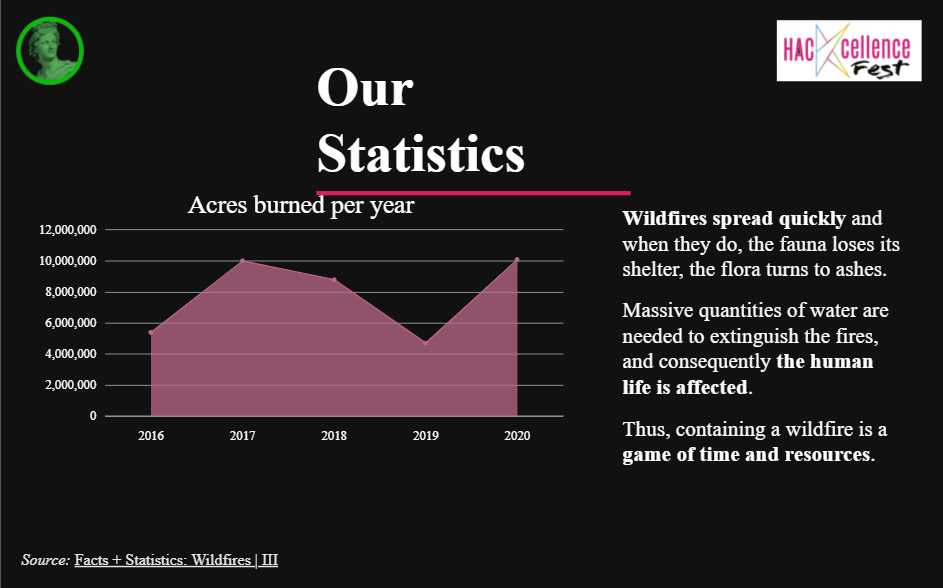 HACXcellence
Fest
Our
Statistics
Acres burned per year
12,000,000
10,000,000
8,000,000
6,000,000
4,000,000
2,000,000
0
2016 2017 2018 2019 2020
Wildfires spread quickly and
when they do, the fauna loses its
shelter, the flora turns to ashes.
Massive quantities of water are
needed to extinguish the fires,
and consequently the human
life is affected.
Thus, containing a wildfire is a
game of time and resources.
Source: Facts + Statistics: Wildfires | III